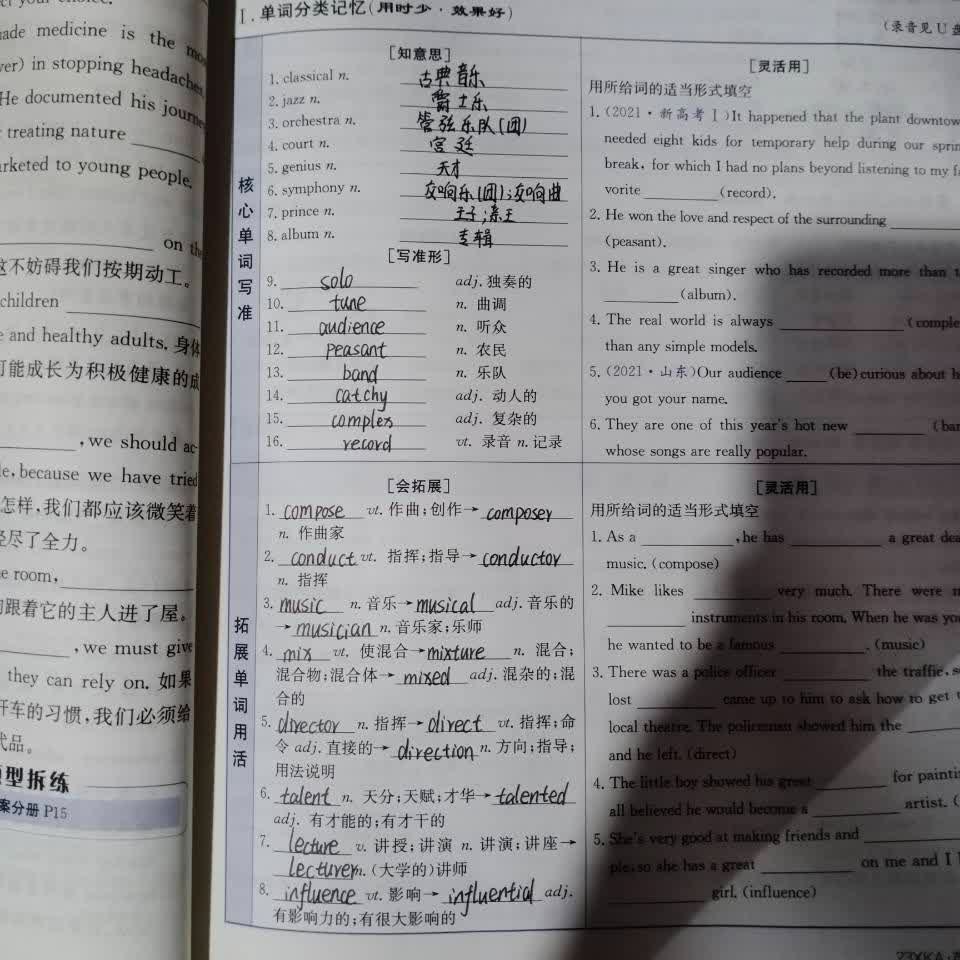 made medicine is the
in stopping headaches
He documented his
treating nature
to young people.
on
这不妨碍我们按期动工。
children
and healthy adults. 身体
可能成长为积极健康的成
, we should ac-
because we have tried
怎样,我们都应该微笑着
尽了全力。
room,
跟着它的主人进了屋。
, we must give
they can rely on. 如果
开车的习惯,我们必须给
代品。
型拆练
案分册 P15
Ⅰ. 单词分类记忆(用时少·效果好)
(录音见 U 盘
核心单词写准
[知意思]
1. classical n. 古典音乐
2. jazz n. 爵士乐
3. orchestra n. 管弦乐队(团)
4. court n. 宫廷
5. genius n. 天才
6. symphony n. 交响乐(团);交响曲
7. prince n. 王子;亲王
8. album n. 专辑
[写准形]
9. solo adj. 独奏的
10. tune n. 曲调
11. audience n. 听众
12. peasant n. 农民
13. band n. 乐队
14. catchy adj. 动人的
15. complex adj. 复杂的
16. record vt. 录音 n. 记录
[灵活用]
用所给词的适当形式填空
1. (2021·新高考Ⅰ)It happened that the plant downtow
needed eight kids for temporary help during our sprin
break, for which I had no plans beyond listening to my fa
vorite ________ (record).
2. He won the love and respect of the surrounding ________
(peasant).
3. He is a great singer who has recorded more than
________ (album).
4. The real world is always ________ (comple
than any simple models.
5. (2021·山东)Our audience ____ (be)curious about h
you got your name.
6. They are one of this year's hot new ________ (ban
whose songs are really popular.
拓展单词用活
[会拓展]
1. compose vt. 作曲;创作→ composer
n. 作曲家
2. conduct vt. 指挥;指导→ conductor
n. 指挥
3. music n. 音乐→ musical adj. 音乐的
→ musician n. 音乐家;乐师
4. mix vt. 使混合→ mixture n. 混合;
混合物;混合体→ mixed adj. 混杂的;混
合的
5. director n. 指挥→ direct vt. 指挥;命
令 adj. 直接的→ direction n. 方向;指导;
用法说明
6. talent n. 天分;天赋;才华→ talented
adj. 有才能的;有才干的
7. lecture v. 讲授;讲演 n. 讲演;讲座→
lecturer n. (大学的)讲师
8. influence vt. 影响→ influential adj.
有影响力的;有很大影响的
[灵活用]
用所给词的适当形式填空
1. As a ________, he has ________ a great dea
music. (compose)
2. Mike likes ________ very much. There were
________ instruments in his room. When he was you
he wanted to be a famous ________. (music)
3. There was a police officer ________ the traffic,
lost ________ came up to him to ask how to get t
local theatre. The policeman showed him the ________
and he left. (direct)
4. The little boy showed his great ________ for painti
all believed he would become a ________ artist. (
5. She's very good at making friends and ________
ple, so she has a great ________ on me and I
________ girl. (influence)